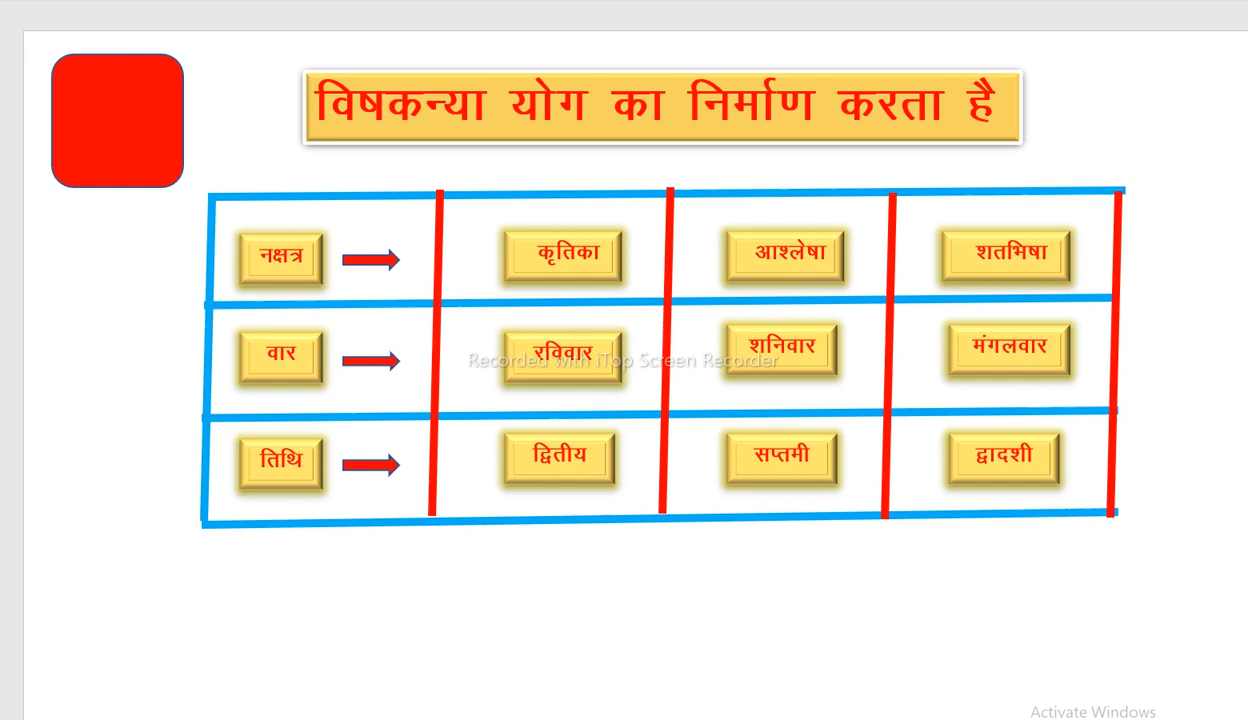 विषकन्या योग का निर्माण करता है
नक्षत्र कृतिका आश्लेषा शतभिषा
वार रविवार शनिवार मंगलवार
Recorded with iTop Screen Recorder
तिथि द्वितीय सप्तमी द्वादशी
Activate Windows